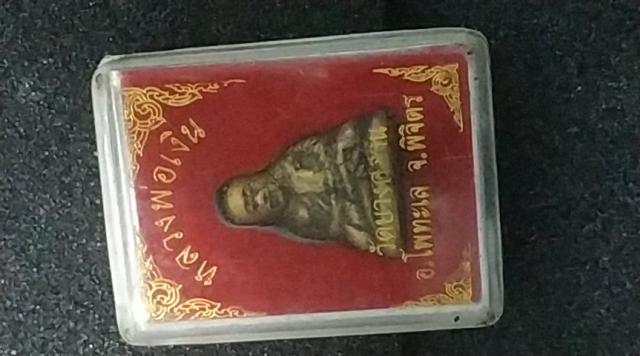 หลวงพ่อเงิน
วัดบางคลาน
อ.โพทะเล จ.พิจิตร